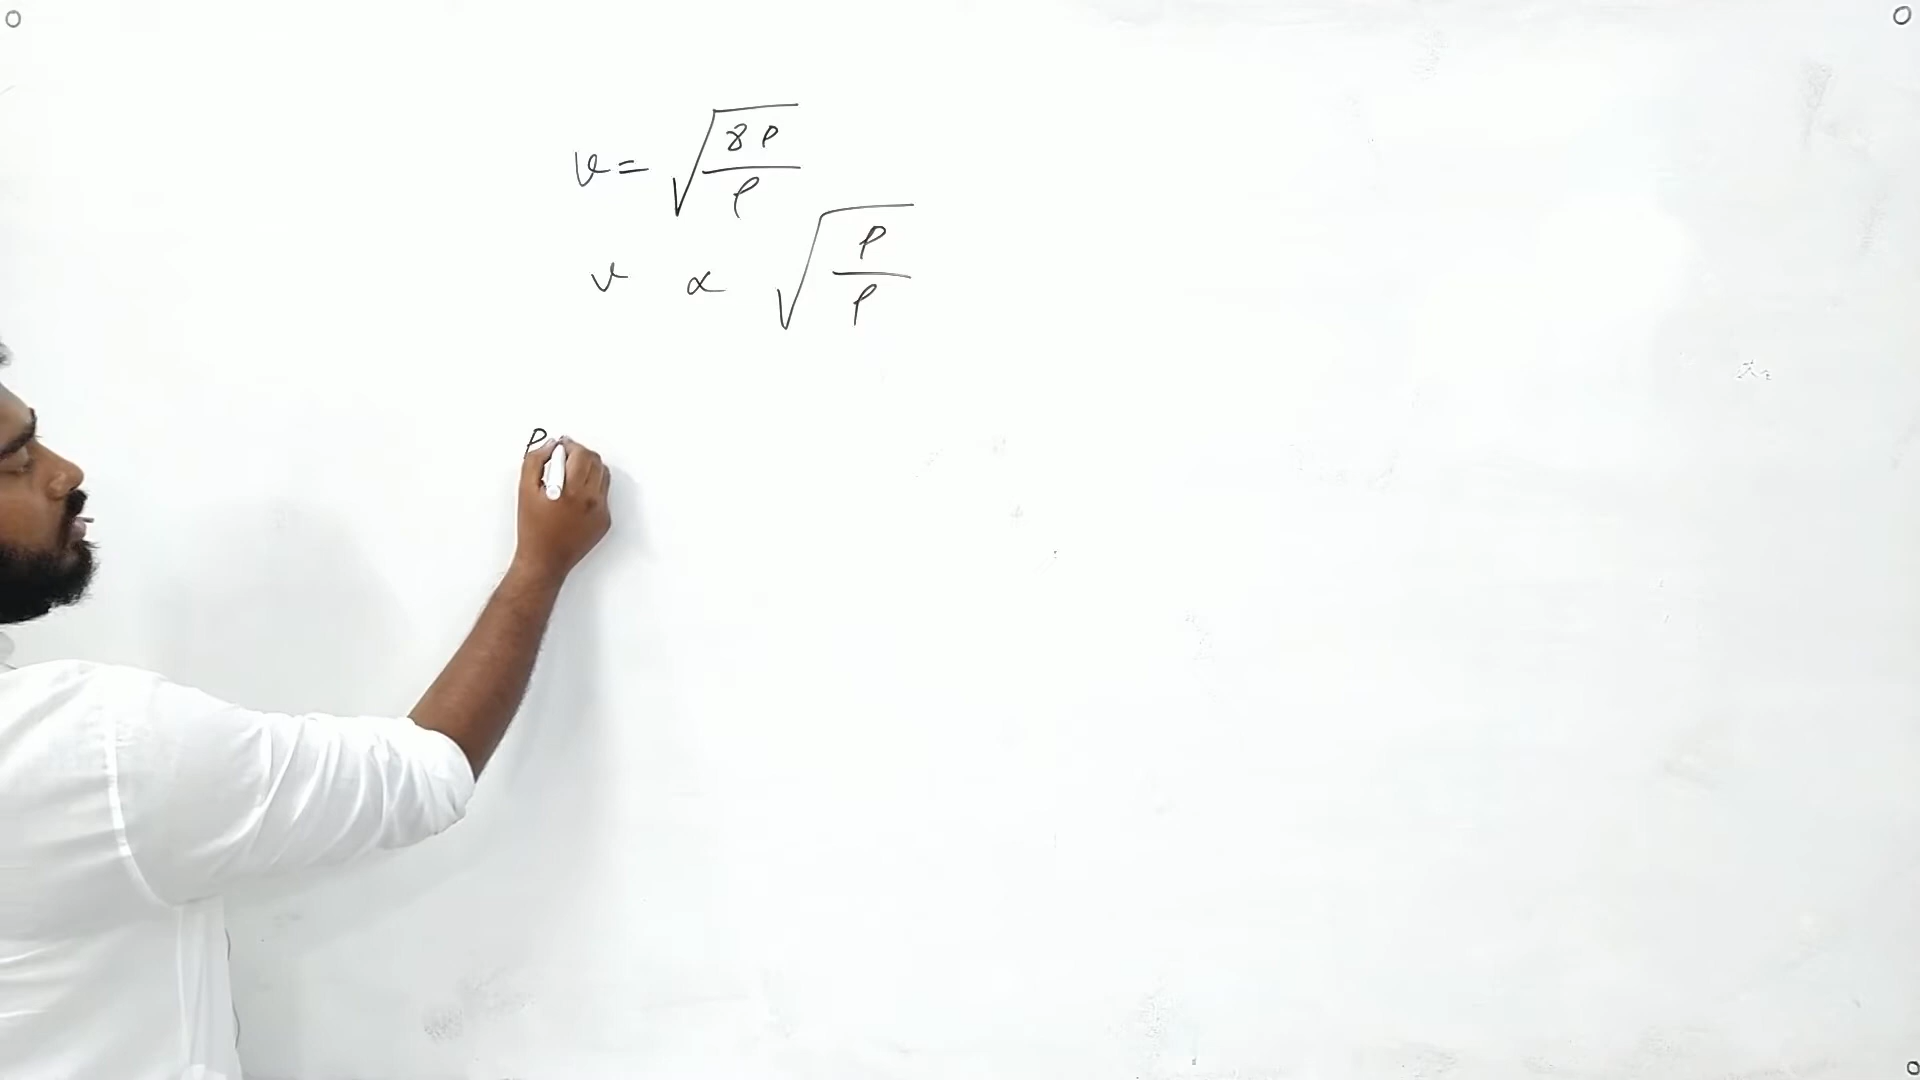 v = √(γP/ρ)
v ∝ √(P/ρ)
P